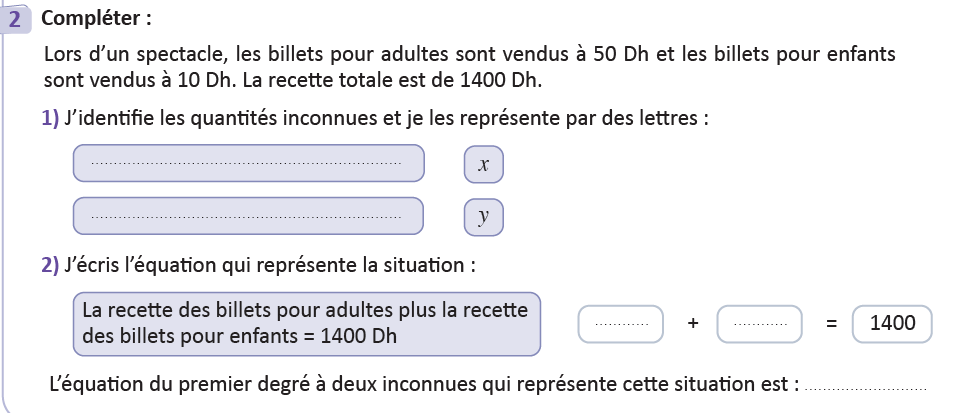 2 Compléter :
Lors d'un spectacle, les billets pour adultes sont vendus à 50 Dh et les billets pour enfants
sont vendus à 10 Dh. La recette totale est de 1400 Dh.
1) J'identifie les quantités inconnues et je les représente par des lettres :
.................................................................... x
.................................................................... y
2) J'écris l'équation qui représente la situation :
La recette des billets pour adultes plus la recette
des billets pour enfants = 1400 Dh
............ + ............ = 1400
L'équation du premier degré à deux inconnues qui représente cette situation est : ...........................